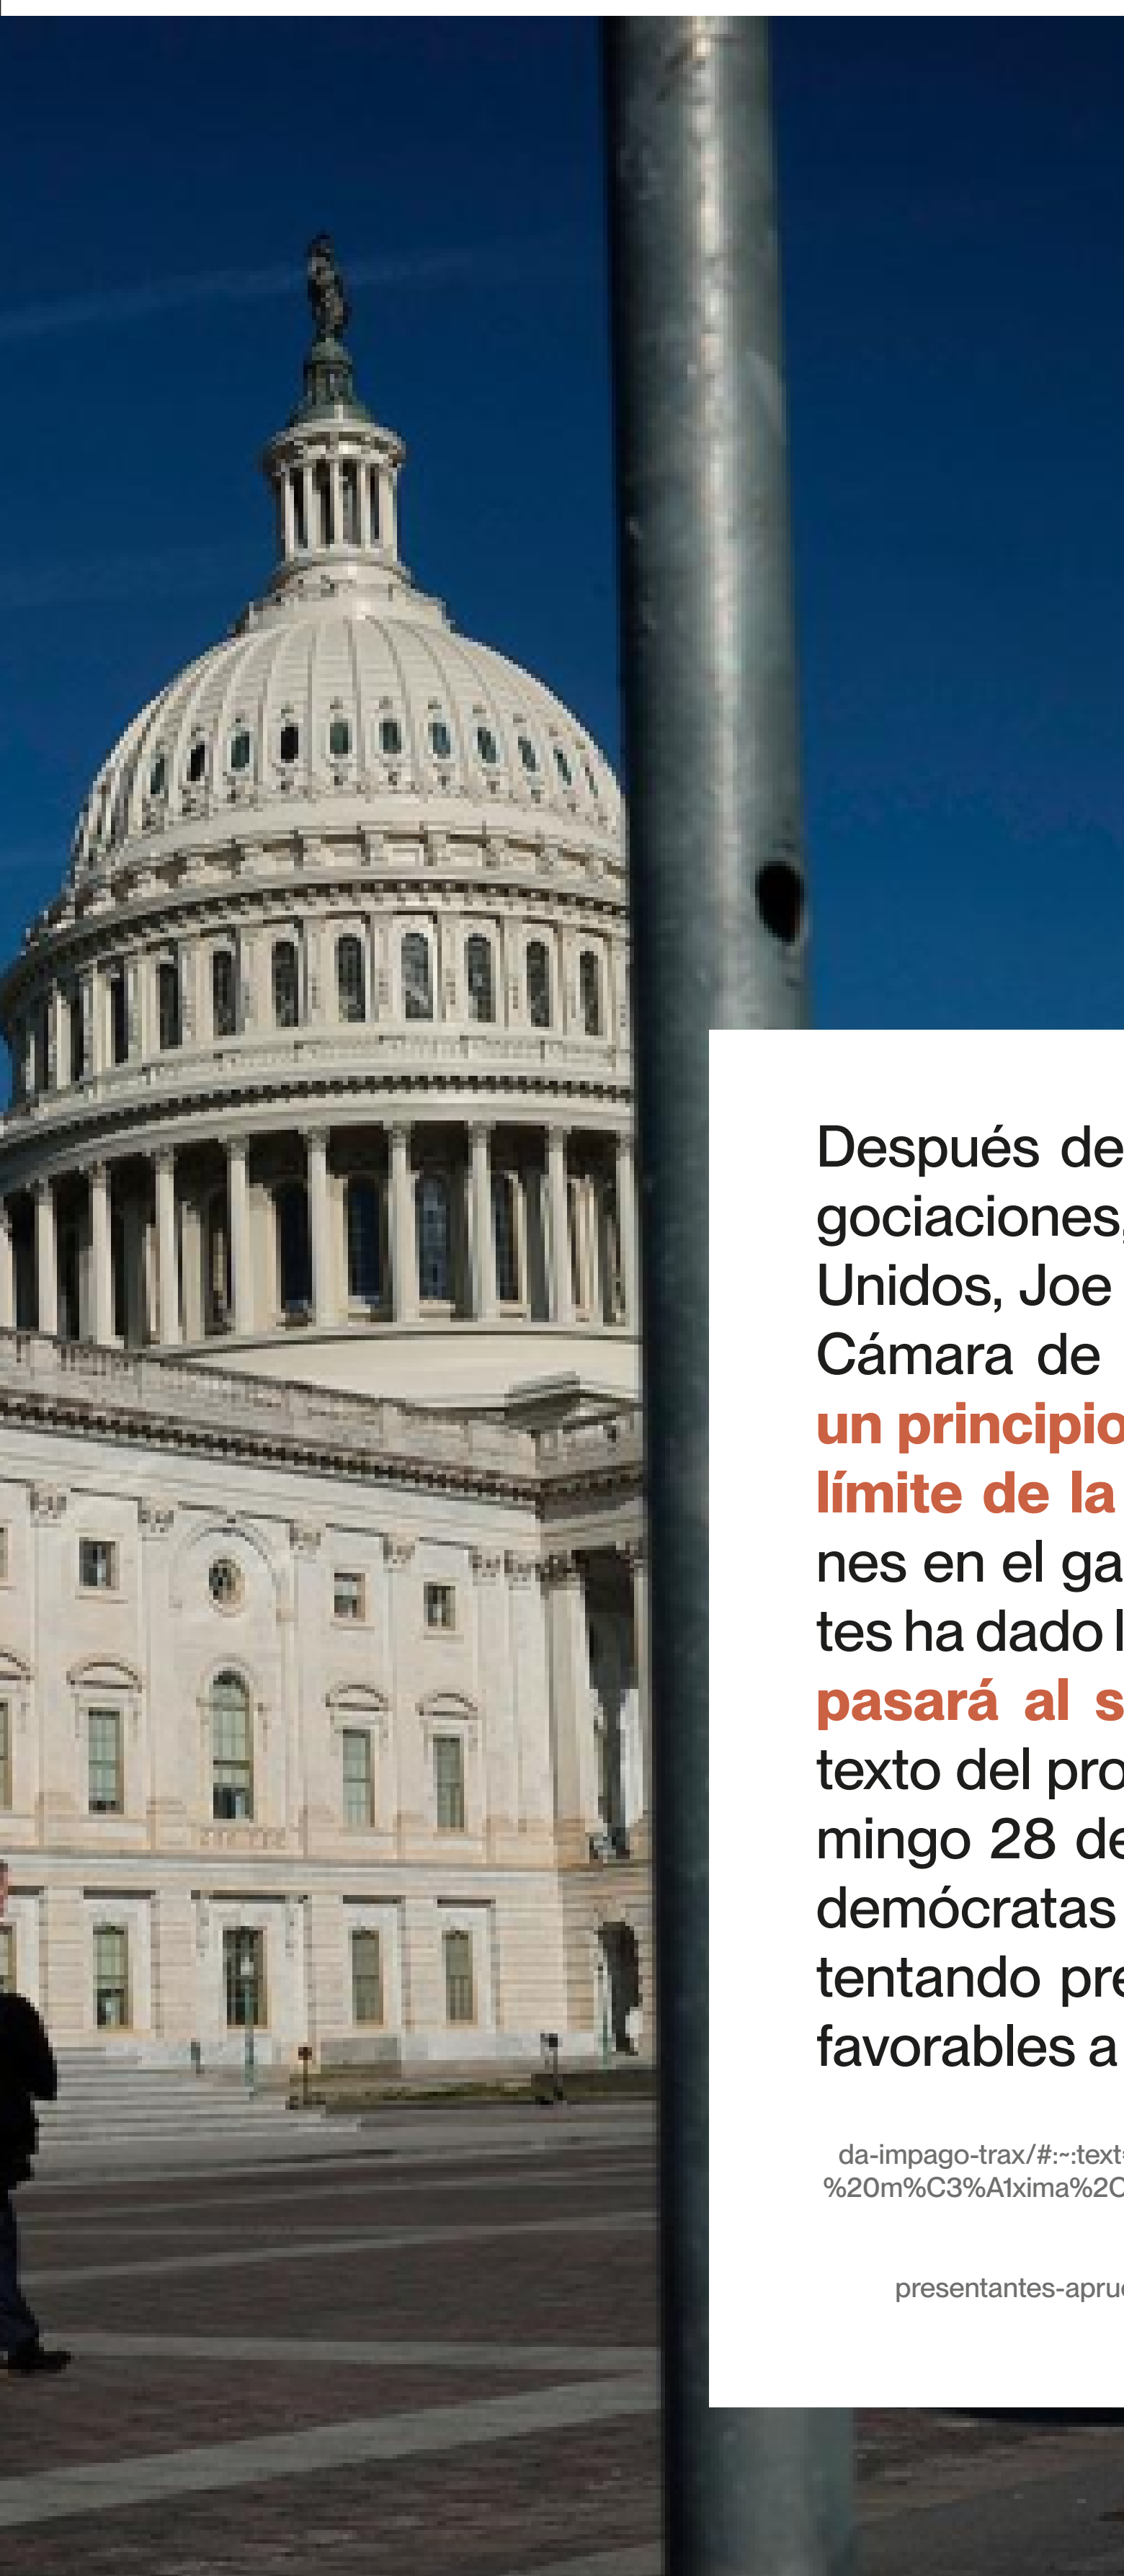 Después de
gociaciones,
Unidos, Joe
Cámara de
un principio
límite de la
nes en el ga
tes ha dado l
pasará al s
texto del pro
mingo 28 de
demócratas
tentando pre
favorables a
da-impago-trax/#:~:text=
%20m%C3%A1xima%2C
presentantes-aprue